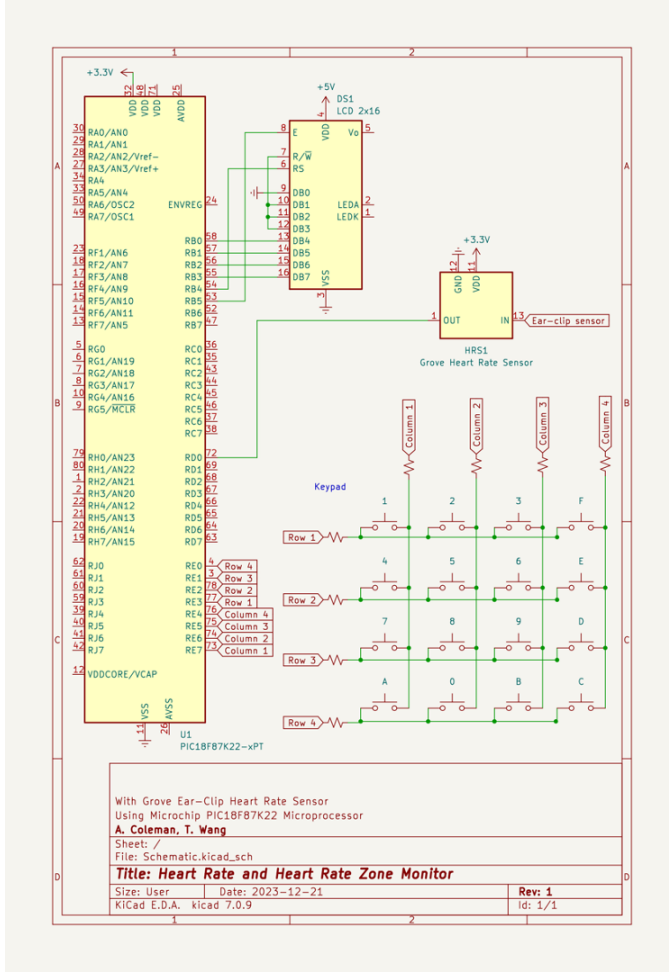 1
2
+3.3V
32
48
71
25
VDD
VDD
VDD
AVDD
30 RA0/AN0
29 RA1/AN1
28 RA2/AN2/Vref-
27 RA3/AN3/Vref+
34 RA4
33 RA5/AN4
50 RA6/OSC2
49 RA7/OSC1
ENVREG 24
23 RF1/AN6
18 RF2/AN7
17 RF3/AN8
16 RF4/AN9
15 RF5/AN10
14 RF6/AN11
13 RF7/AN5
RB0 58
RB1 57
RB2 56
RB3 55
RB4 54
RB5 53
RB6 52
RB7 47
5 RG0
6 RG1/AN19
7 RG2/AN18
8 RG3/AN17
10 RG4/AN16
9 RG5/MCLR
RC0 36
RC1 35
RC2 43
RC3 44
RC4 45
RC5 46
RC6 37
RC7 38
79 RH0/AN23
80 RH1/AN22
1 RH2/AN21
2 RH3/AN20
22 RH4/AN12
21 RH5/AN13
20 RH6/AN14
19 RH7/AN15
RD0 72
RD1 69
RD2 68
RD3 67
RD4 66
RD5 65
RD6 64
RD7 63
62 RJ0
61 RJ1
60 RJ2
59 RJ3
39 RJ4
40 RJ5
41 RJ6
42 RJ7
RE0 4 Row 4
RE1 3 Row 3
RE2 78 Row 2
RE3 77 Row 1
RE4 76 Column 4
RE5 75 Column 3
RE6 74 Column 2
RE7 73 Column 1
12 VDDCORE/VCAP
VSS
AVSS
11
26
U1
PIC18F87K22-xPT
+5V
DS1
LCD 2x16
4
VDD
8 E
Vo 5
7 R/W
6 RS
9 DB0
10 DB1
11 DB2
12 DB3
13 DB4
14 DB5
15 DB6
16 DB7
LEDA 2
LEDK 1
VSS
3
+3.3V
12
11
GND
VDD
1 OUT
IN 13
Ear-clip sensor
HRS1
Grove Heart Rate Sensor
Column 1
Column 2
Column 3
Column 4
Keypad
1 2 3 F
Row 1
4 5 6 E
Row 2
7 8 9 D
Row 3
A 0 B C
Row 4
A
A
B
B
C
C
D
D
With Grove Ear-Clip Heart Rate Sensor
Using Microchip PIC18F87K22 Microprocessor
A. Coleman, T. Wang
Sheet: /
File: Schematic.kicad_sch
Title: Heart Rate and Heart Rate Zone Monitor
Size: User Date: 2023-12-21 Rev: 1
KiCad E.D.A. kicad 7.0.9 Id: 1/1
1
2